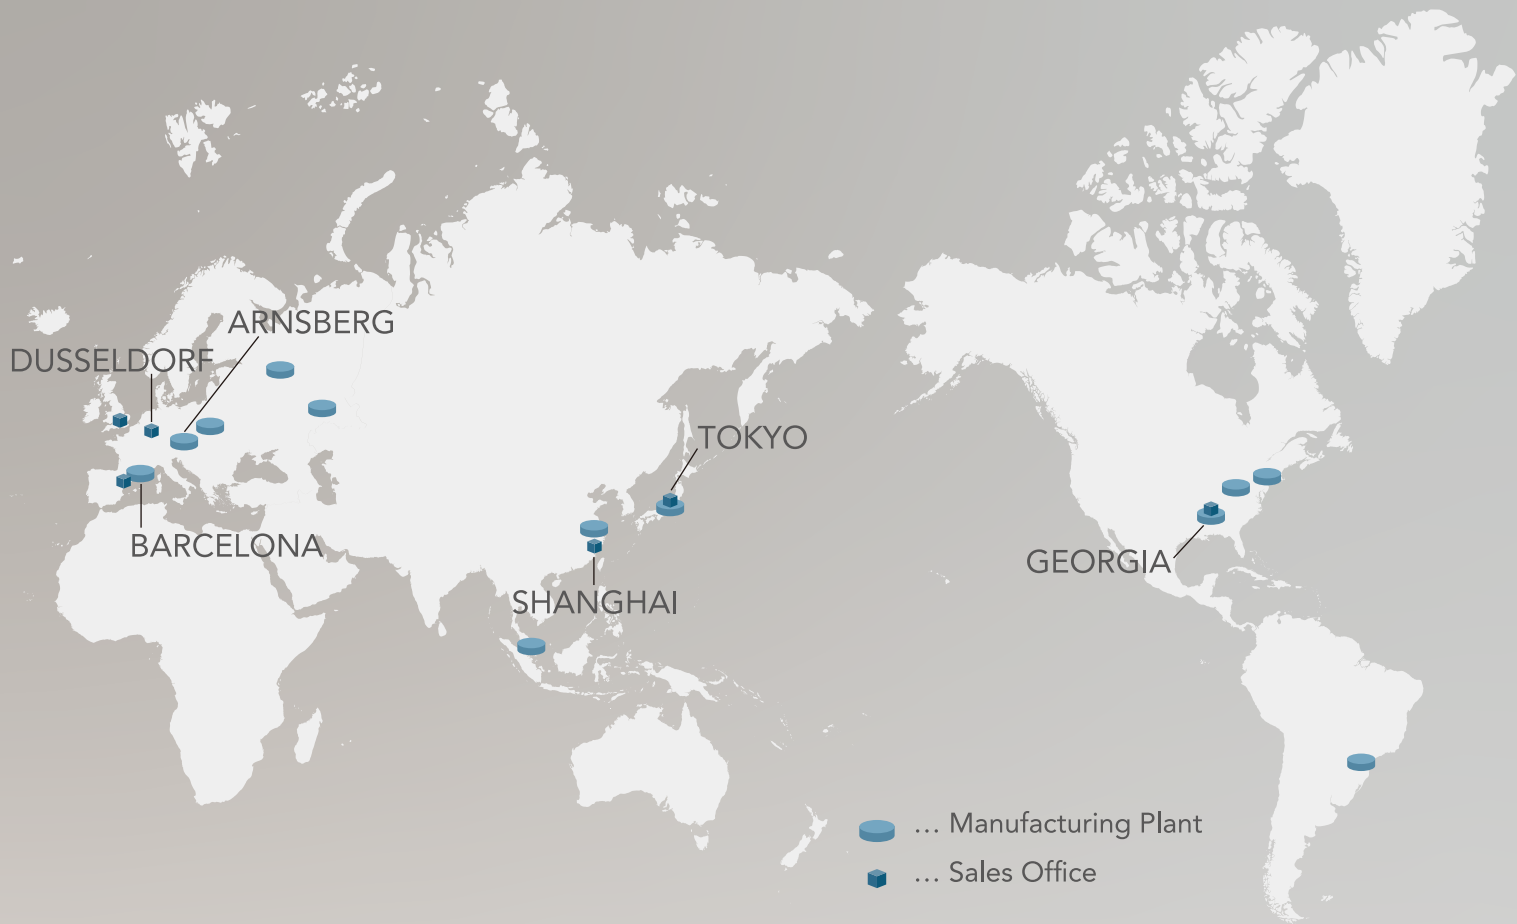 ARNSBERG
DUSSELDORF
TOKYO
BARCELONA
GEORGIA
SHANGHAI
... Manufacturing Plant
... Sales Office